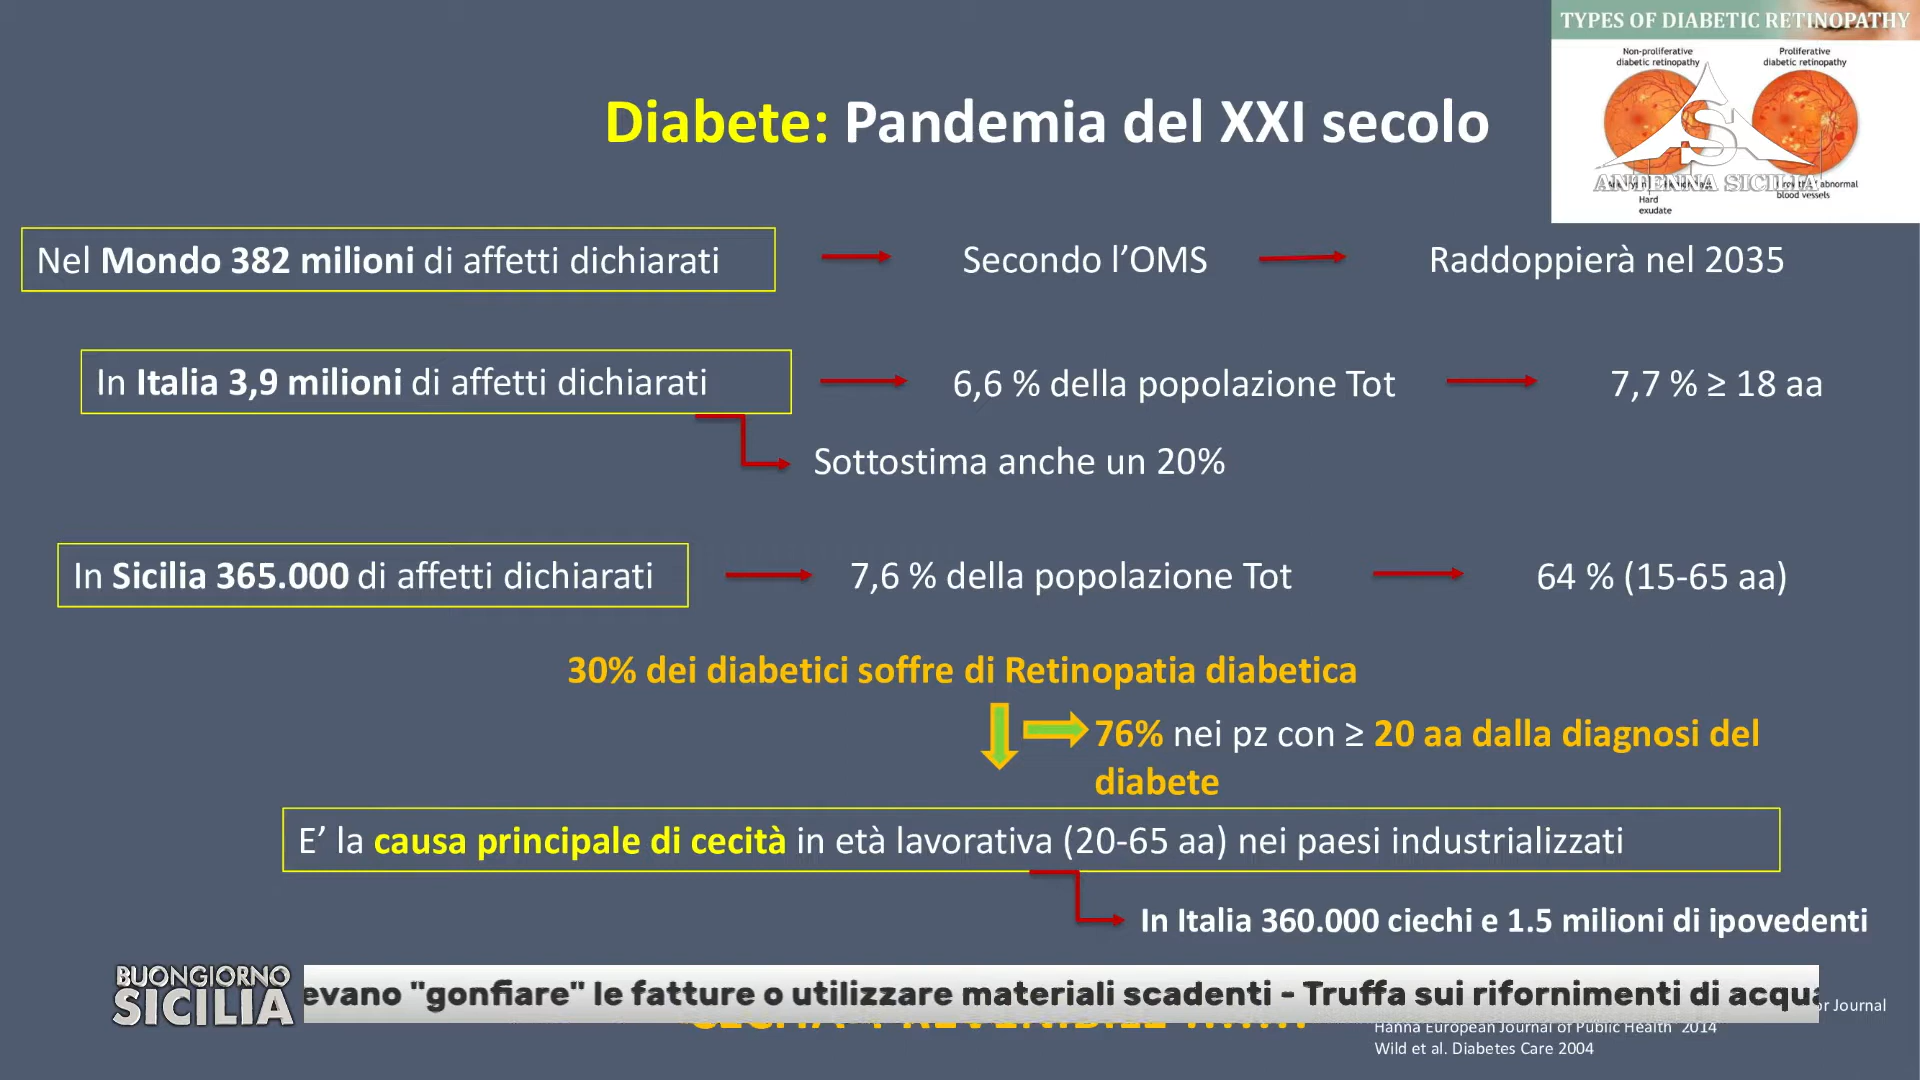 TYPES OF DIABETIC RETINOPATHY
Non-proliferative
diabetic retinopathy
Proliferative
diabetic retinopathy
ANTENNA SICILIA
abnormal
blood vessels
Hard
exudate
Diabete: Pandemia del XXI secolo
Nel Mondo 382 milioni di affetti dichiarati
Secondo l’OMS
Raddoppierà nel 2035
In Italia 3,9 milioni di affetti dichiarati
6,6 % della popolazione Tot
7,7 % ≥ 18 aa
Sottostima anche un 20%
In Sicilia 365.000 di affetti dichiarati
7,6 % della popolazione Tot
64 % (15-65 aa)
30% dei diabetici soffre di Retinopatia diabetica
76% nei pz con ≥ 20 aa dalla diagnosi del
diabete
E’ la causa principale di cecità in età lavorativa (20-65 aa) nei paesi industrializzati
In Italia 360.000 ciechi e 1.5 milioni di ipovedenti
BUONGIORNO
SICILIA
evano "gonfiare" le fatture o utilizzare materiali scadenti - Truffa sui rifornimenti di acqua
or Journal
Hanna European Journal of Public Health 2014
Wild et al. Diabetes Care 2004